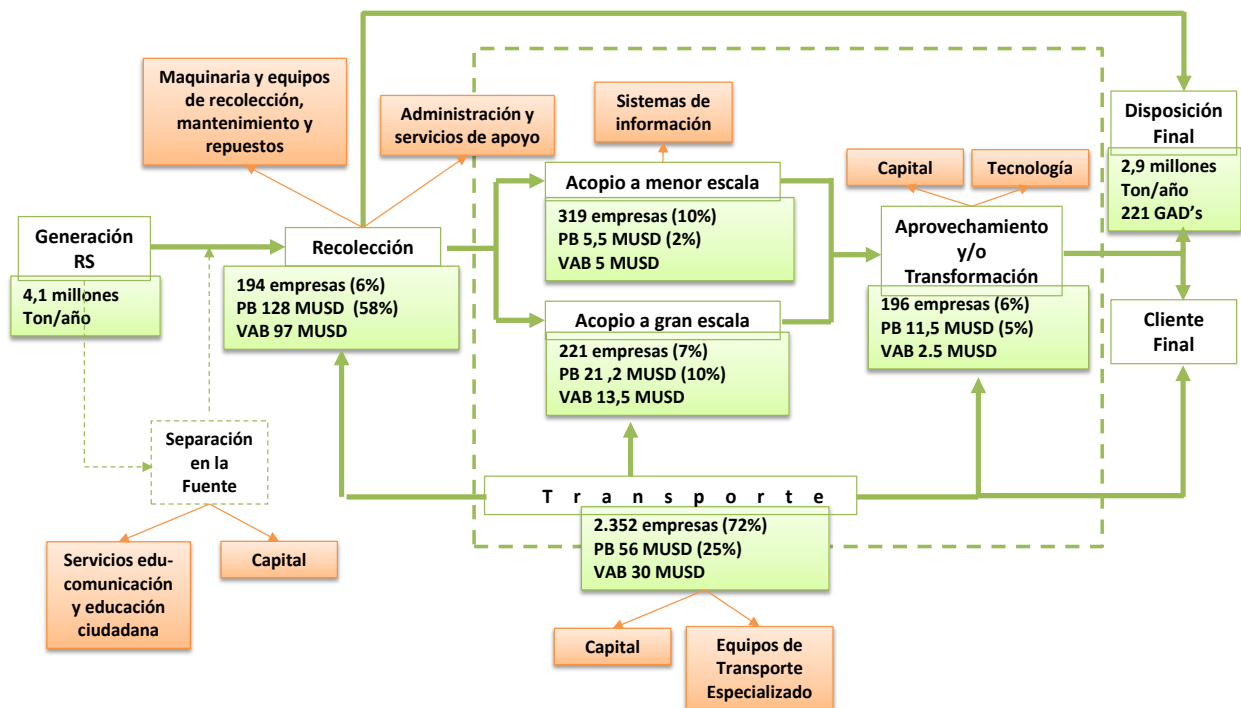 Maquinaria y equipos
de recolección,
mantenimiento y
repuestos
Administración y
servicios de apoyo
Sistemas de
información
Disposición
Final
2,9 millones
Ton/año
221 GAD’s
Capital
Tecnología
Acopio a menor escala
319 empresas (10%)
PB 5,5 MUSD (2%)
VAB 5 MUSD
Generación
RS
4,1 millones
Ton/año
Recolección
194 empresas (6%)
PB 128 MUSD (58%)
VAB 97 MUSD
Aprovechamiento
y/o
Transformación
196 empresas (6%)
PB 11,5 MUSD (5%)
VAB 2.5 MUSD
Acopio a gran escala
221 empresas (7%)
PB 21 ,2 MUSD (10%)
VAB 13,5 MUSD
Cliente
Final
Separación
en la
Fuente
T r a n s p o r t e
2.352 empresas (72%)
PB 56 MUSD (25%)
VAB 30 MUSD
Servicios edu-
comunicación
y educación
ciudadana
Capital
Capital
Equipos de
Transporte
Especializado